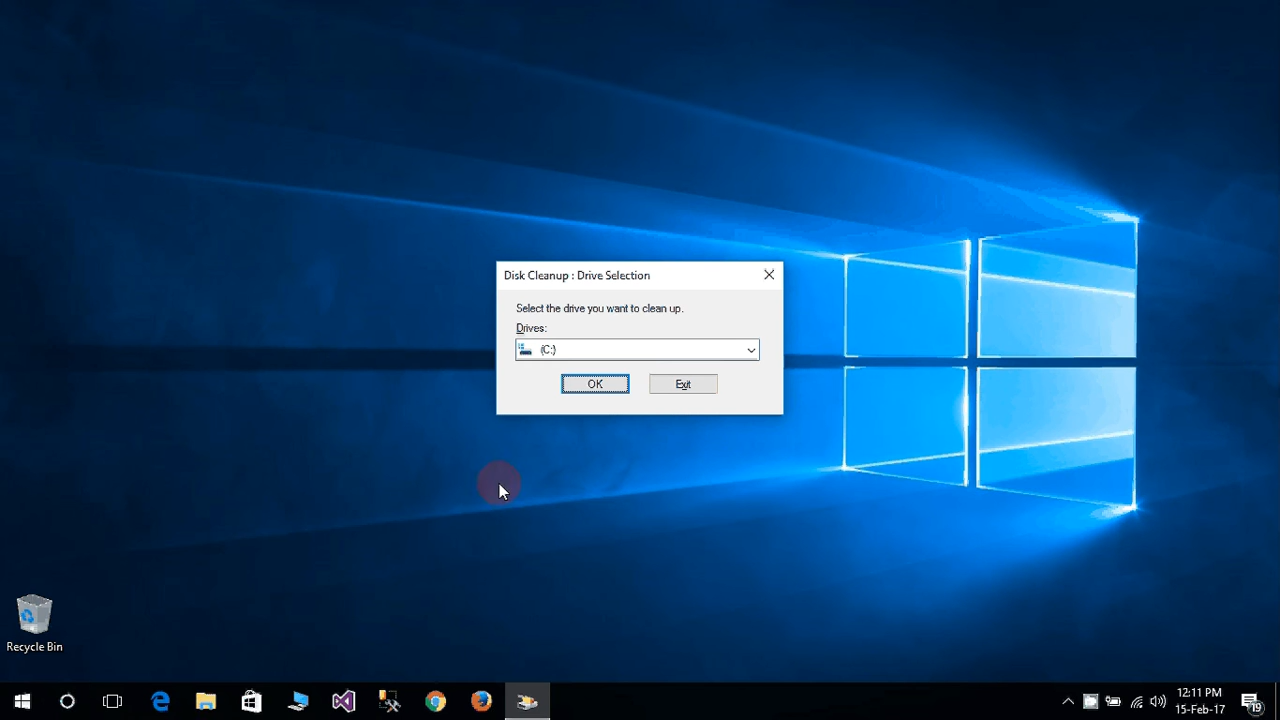 Disk Cleanup : Drive Selection
Select the drive you want to clean up.
Drives:
(C:)
OK
Exit
Recycle Bin
12:11 PM
15-Feb-17
19